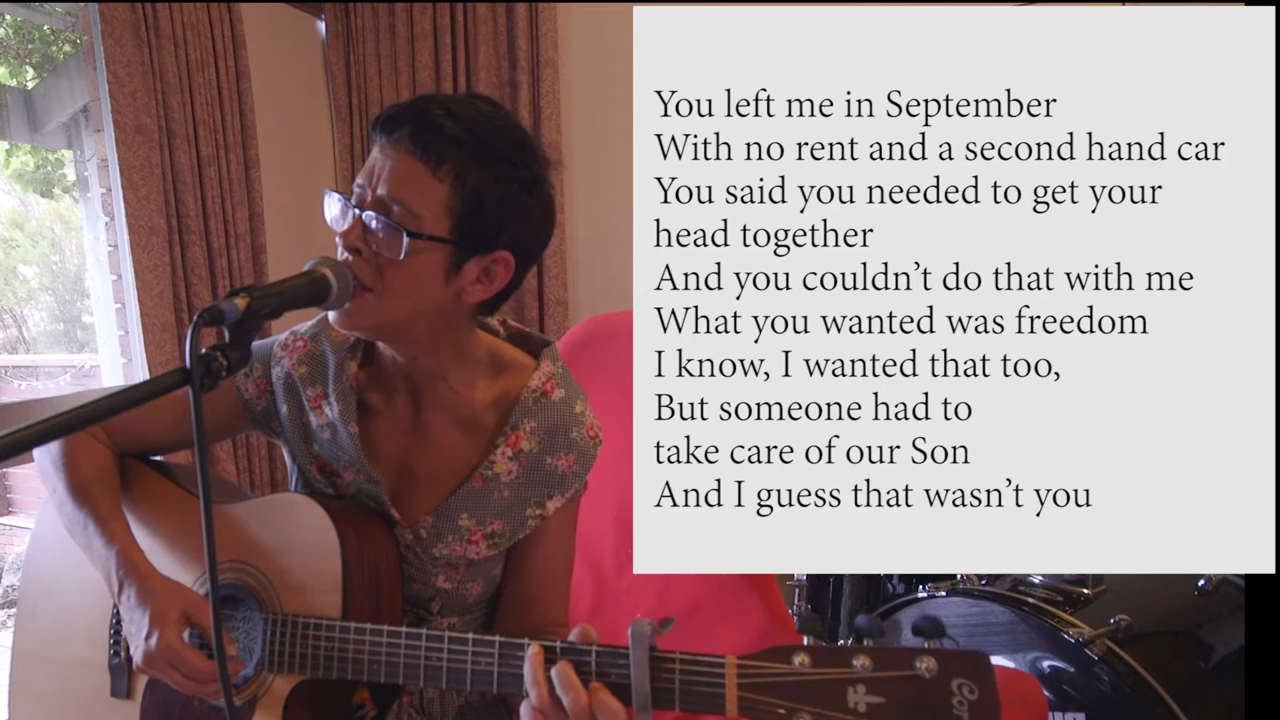 You left me in September
With no rent and a second hand car
You said you needed to get your
head together
And you couldn’t do that with me
What you wanted was freedom
I know, I wanted that too,
But someone had to
take care of our Son
And I guess that wasn’t you